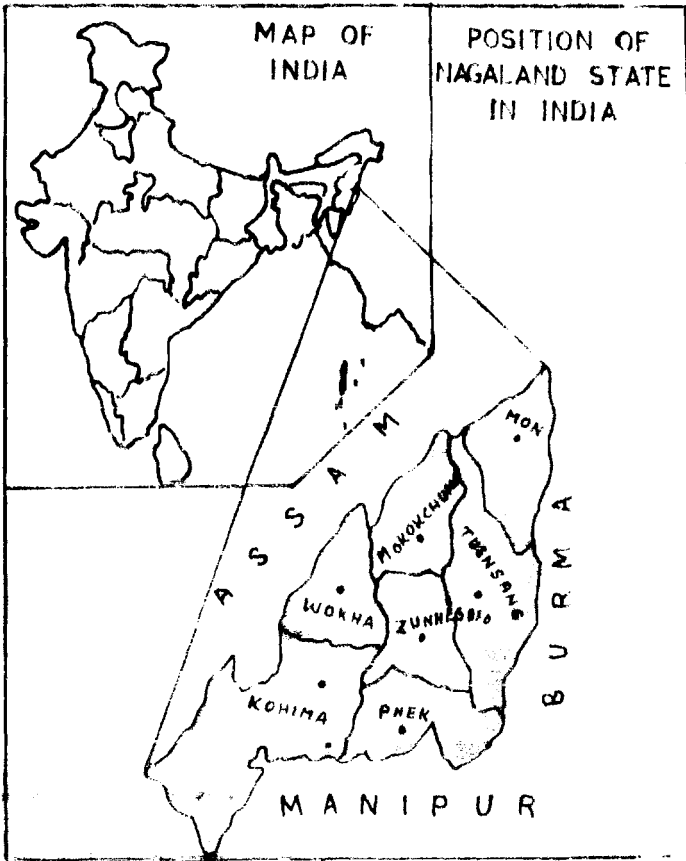 MAP OF
INDIA
POSITION OF
NAGALAND STATE
IN INDIA
ASSAM
MON
MOKOKCHUNG
TUENSANG
BURMA
WOKHA
ZUNHEBOTO
KOHIMA
PHEK
MANIPUR